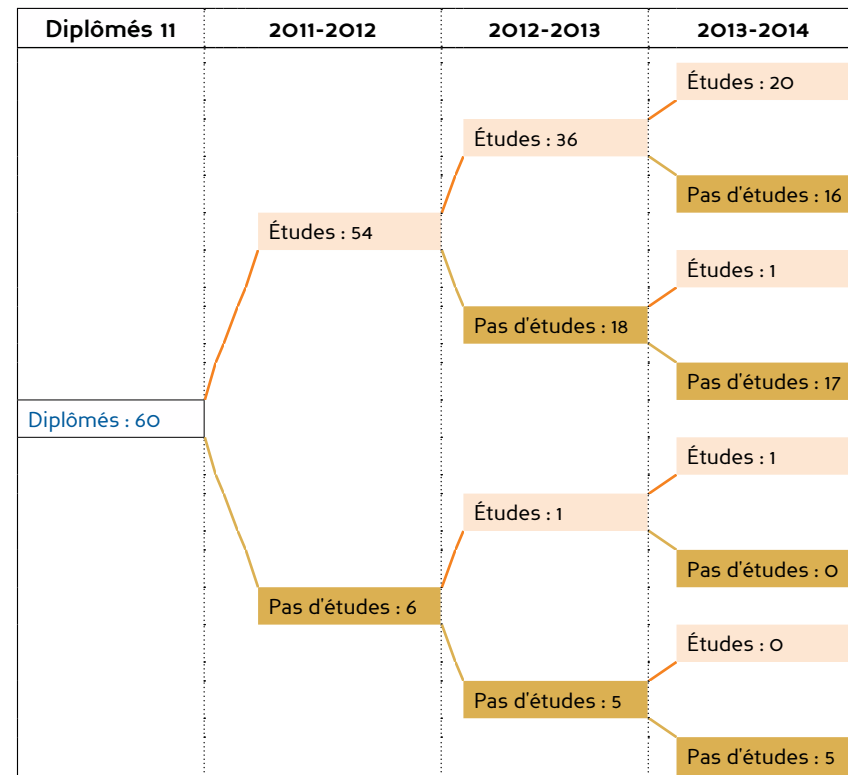 Diplômés 11 2011-2012 2012-2013 2013-2014
Études : 20
Études : 36
Pas d'études : 16
Études : 54
Études : 1
Pas d'études : 18
Pas d'études : 17
Diplômés : 60
Études : 1
Études : 1
Pas d'études : 0
Pas d'études : 6
Études : 0
Pas d'études : 5
Pas d'études : 5